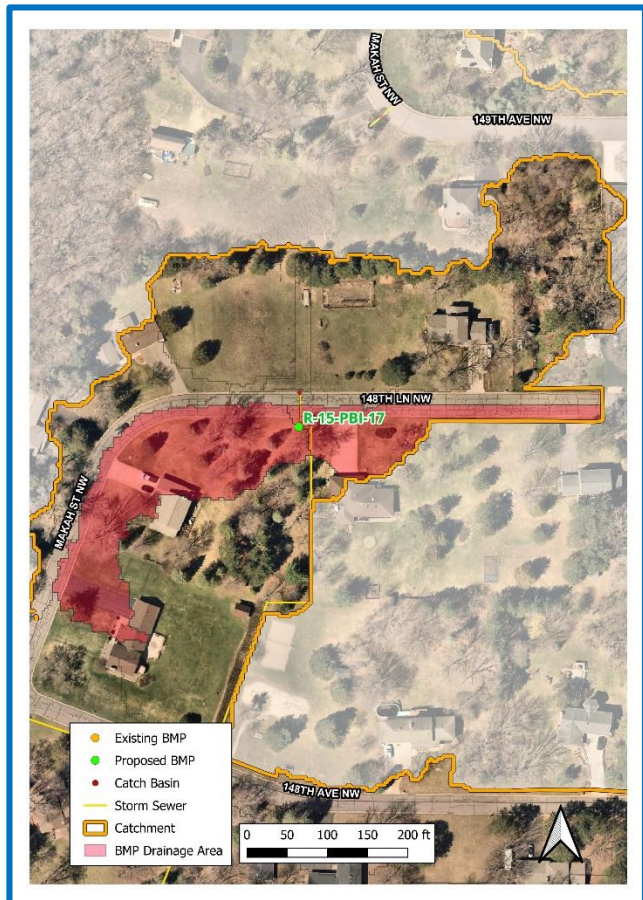 MAKAH ST NW
149TH AVE NW
148TH LN NW
R-15-PBI-17
MAKAH ST NW
Existing BMP
Proposed BMP
Catch Basin
Storm Sewer
Catchment
BMP Drainage Area
148TH AVE NW
0 50 100 150 200 ft